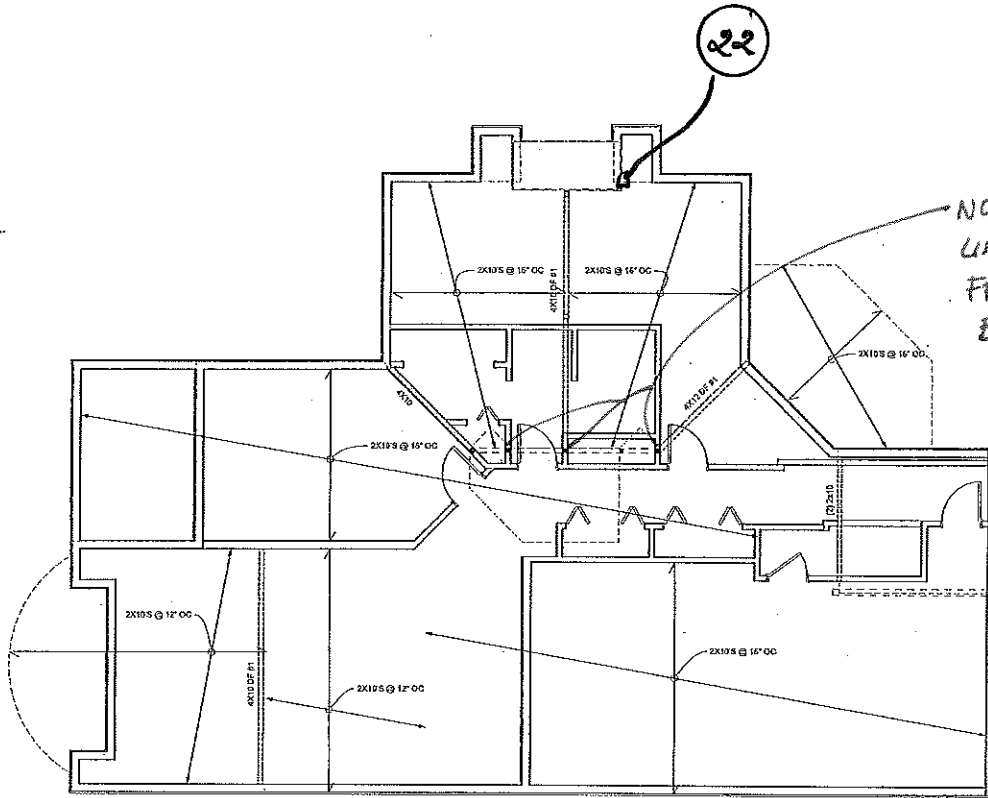 22
NO
2X10'S @ 16" OC
2X10'S @ 16" OC
4X10 DF #1
2X10'S @ 16" OC
4X10
4X12 DF #1
2X10'S @ 16" OC
(2) 2x10
2X10'S @ 12" OC
4X10 DF #1
2X10'S @ 16" OC
2X10'S @ 12" OC